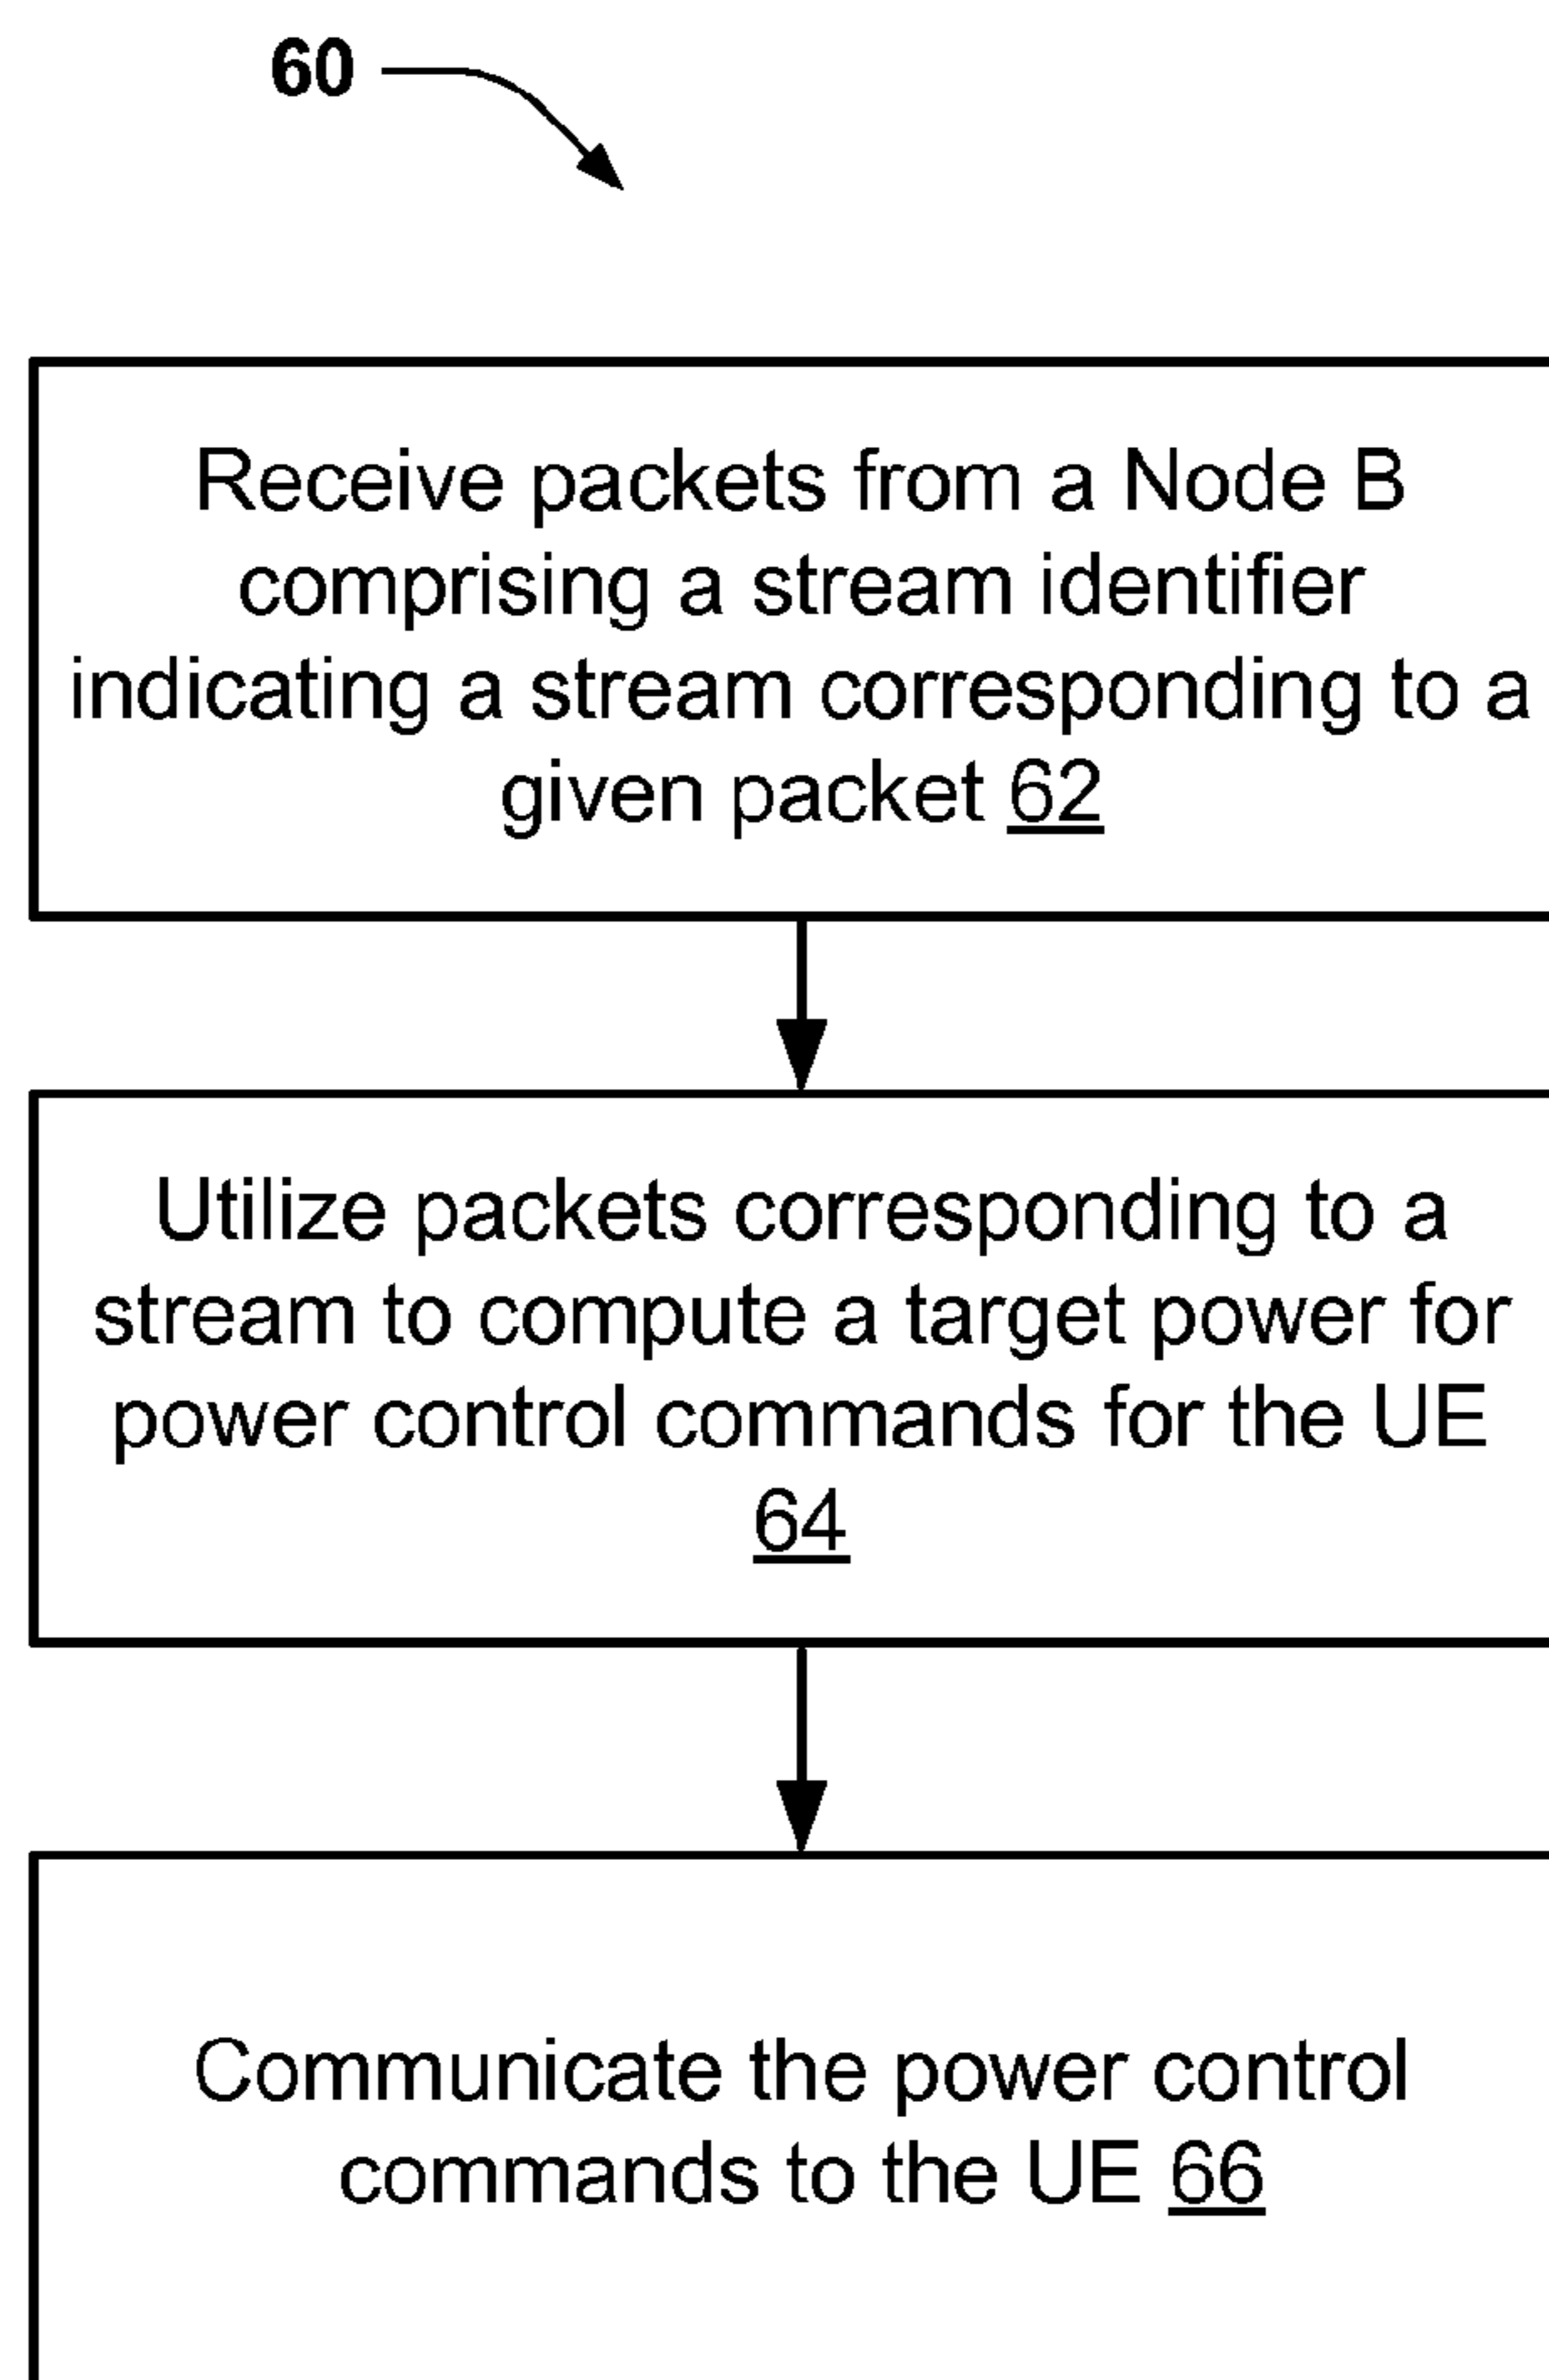 60
Receive packets from a Node B
comprising a stream identifier
indicating a stream corresponding to a
given packet 62
Utilize packets corresponding to a
stream to compute a target power for
power control commands for the UE
64
Communicate the power control
commands to the UE 66